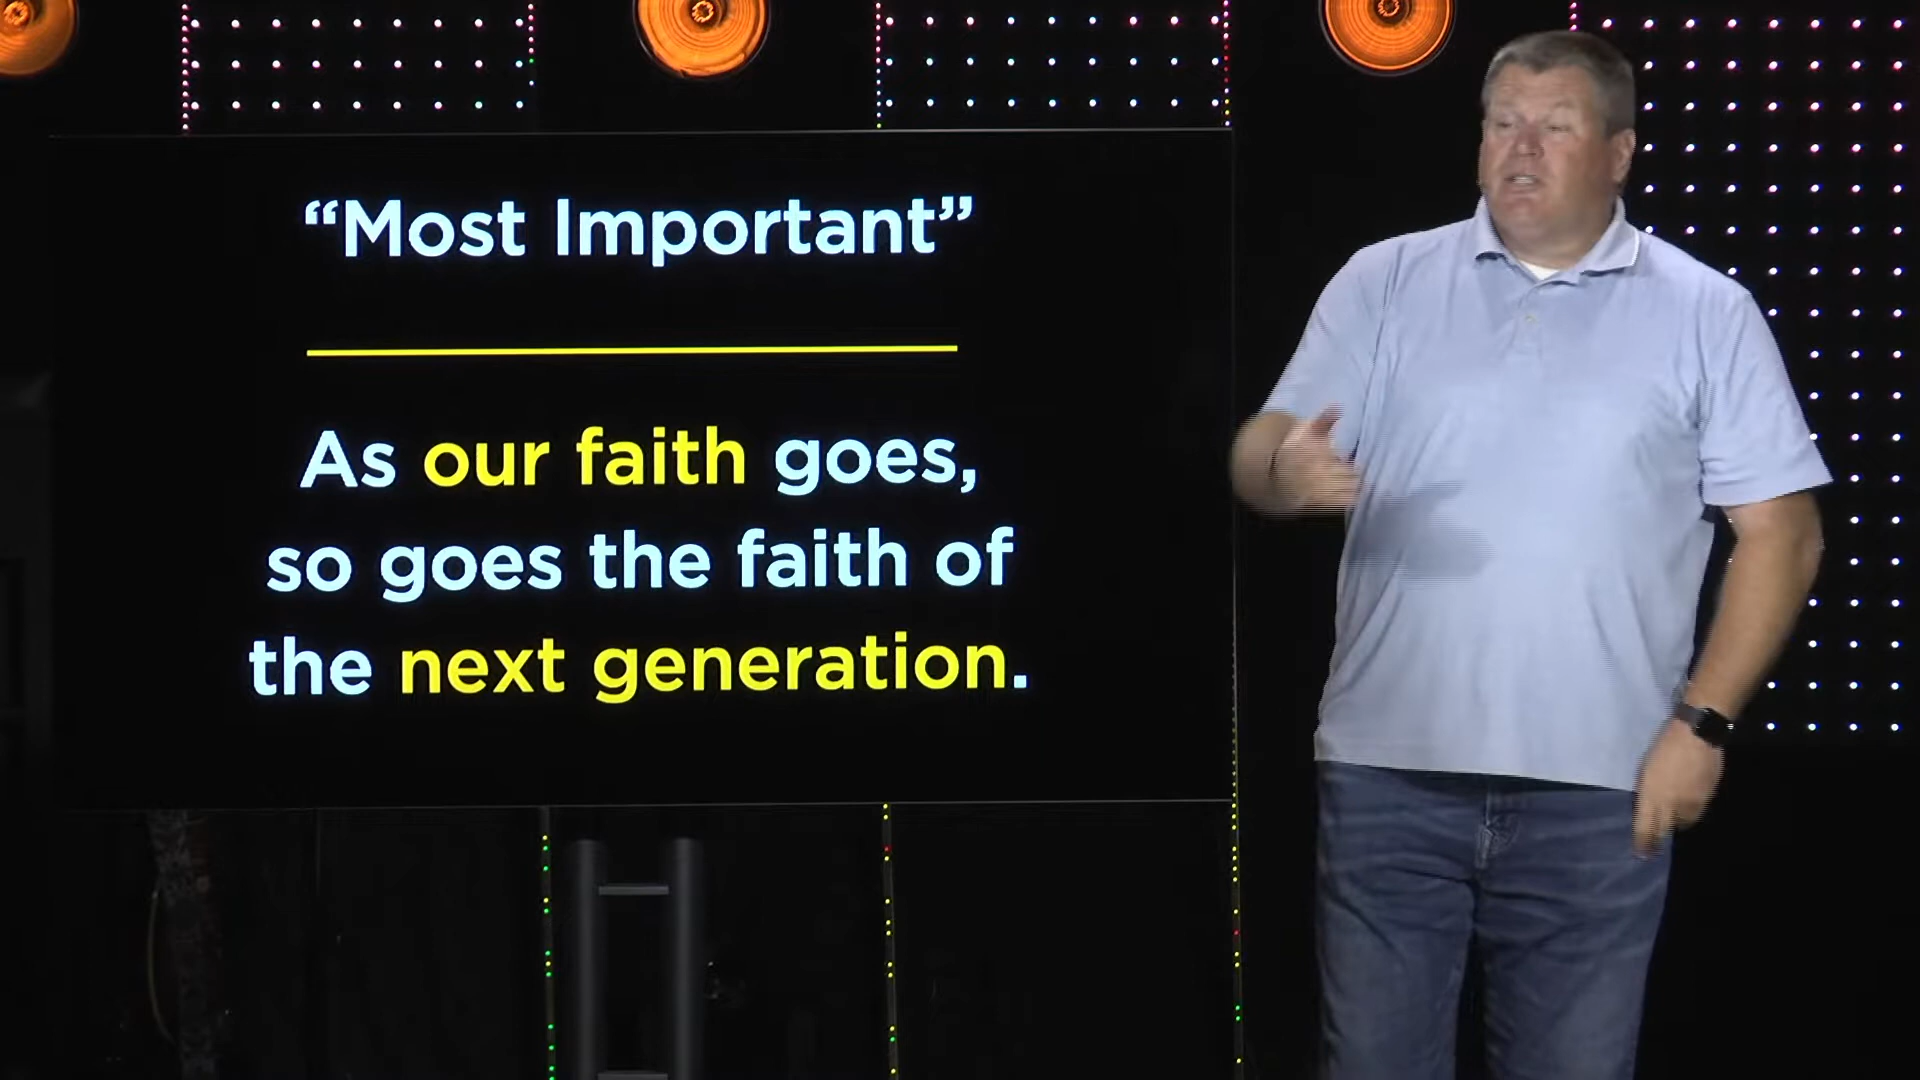 “Most Important”
As our faith goes,
so goes the faith of
the next generation.